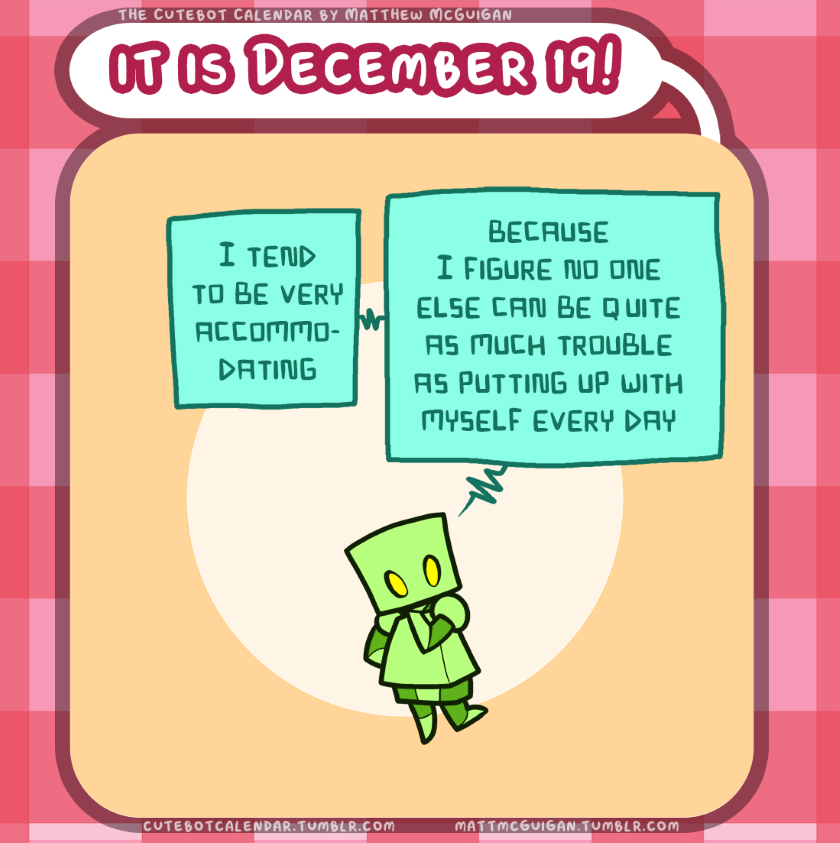 THE CUTEBOT CALENDAR BY MATTHEW MCGUIGAN
IT IS DECEMBER 19!
I TEND
TO BE VERY
ACCOMMO-
DATING
BECAUSE
I FIGURE NO ONE
ELSE CAN BE QUITE
AS MUCH TROUBLE
AS PUTTING UP WITH
MYSELF EVERY DAY
CUTEBOTCALENDAR.TUMBLR.COM
MATTMCGUIGAN.TUMBLR.COM